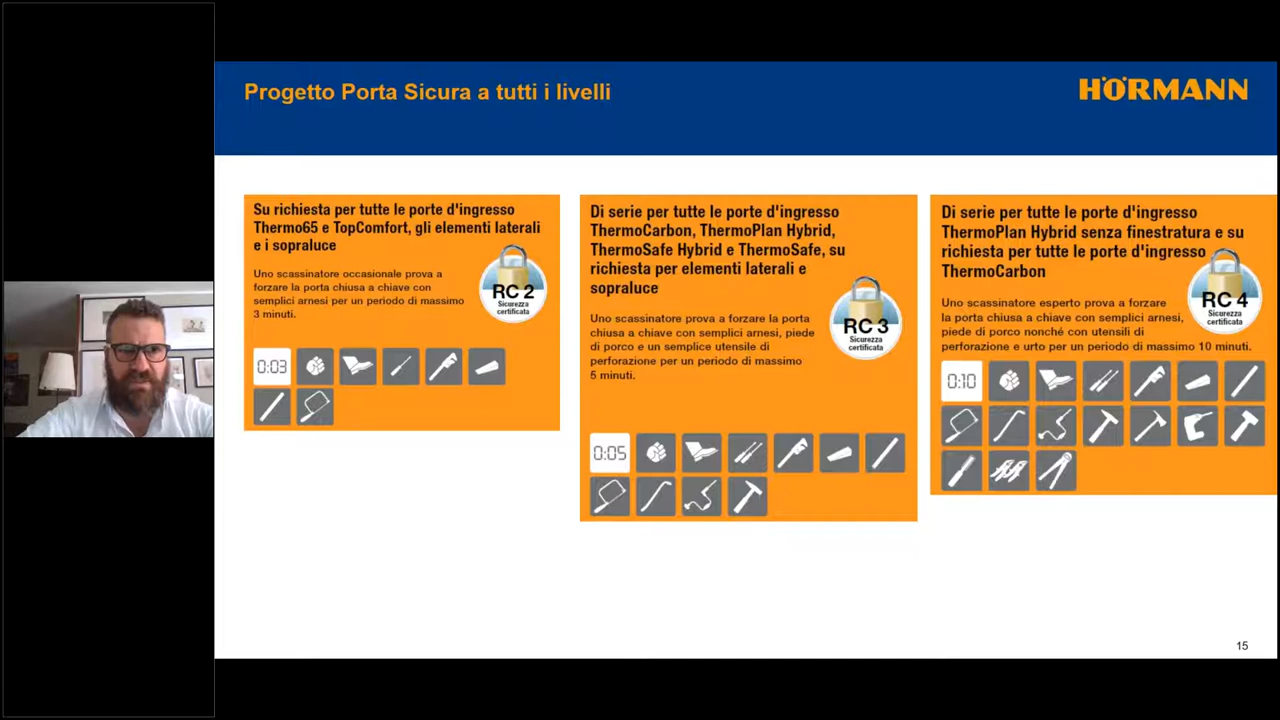 Progetto Porta Sicura a tutti i livelli
HÖRMANN
Su richiesta per tutte le porte d'ingresso
Thermo65 e TopComfort, gli elementi laterali
e i sopraluce
Uno scassinatore occasionale prova a
forzare la porta chiusa a chiave con
semplici arnesi per un periodo di massimo
3 minuti.
RC 2
Sicurezza
certificata
0:03
Di serie per tutte le porte d'ingresso
ThermoCarbon, ThermoPlan Hybrid,
ThermoSafe Hybrid e ThermoSafe, su
richiesta per elementi laterali e
sopraluce
Uno scassinatore prova a forzare la porta
chiusa a chiave con semplici arnesi, piede
di porco e un semplice utensile di
perforazione per un periodo di massimo
5 minuti.
RC 3
Sicurezza
certificata
0:05
Di serie per tutte le porte d'ingresso
ThermoPlan Hybrid senza finestratura e su
richiesta per tutte le porte d'ingresso
ThermoCarbon
Uno scassinatore esperto prova a forzare
la porta chiusa a chiave con semplici arnesi,
piede di porco nonché con utensili di
perforazione e urto per un periodo di massimo 10 minuti.
RC 4
Sicurezza
certificata
0:10
15